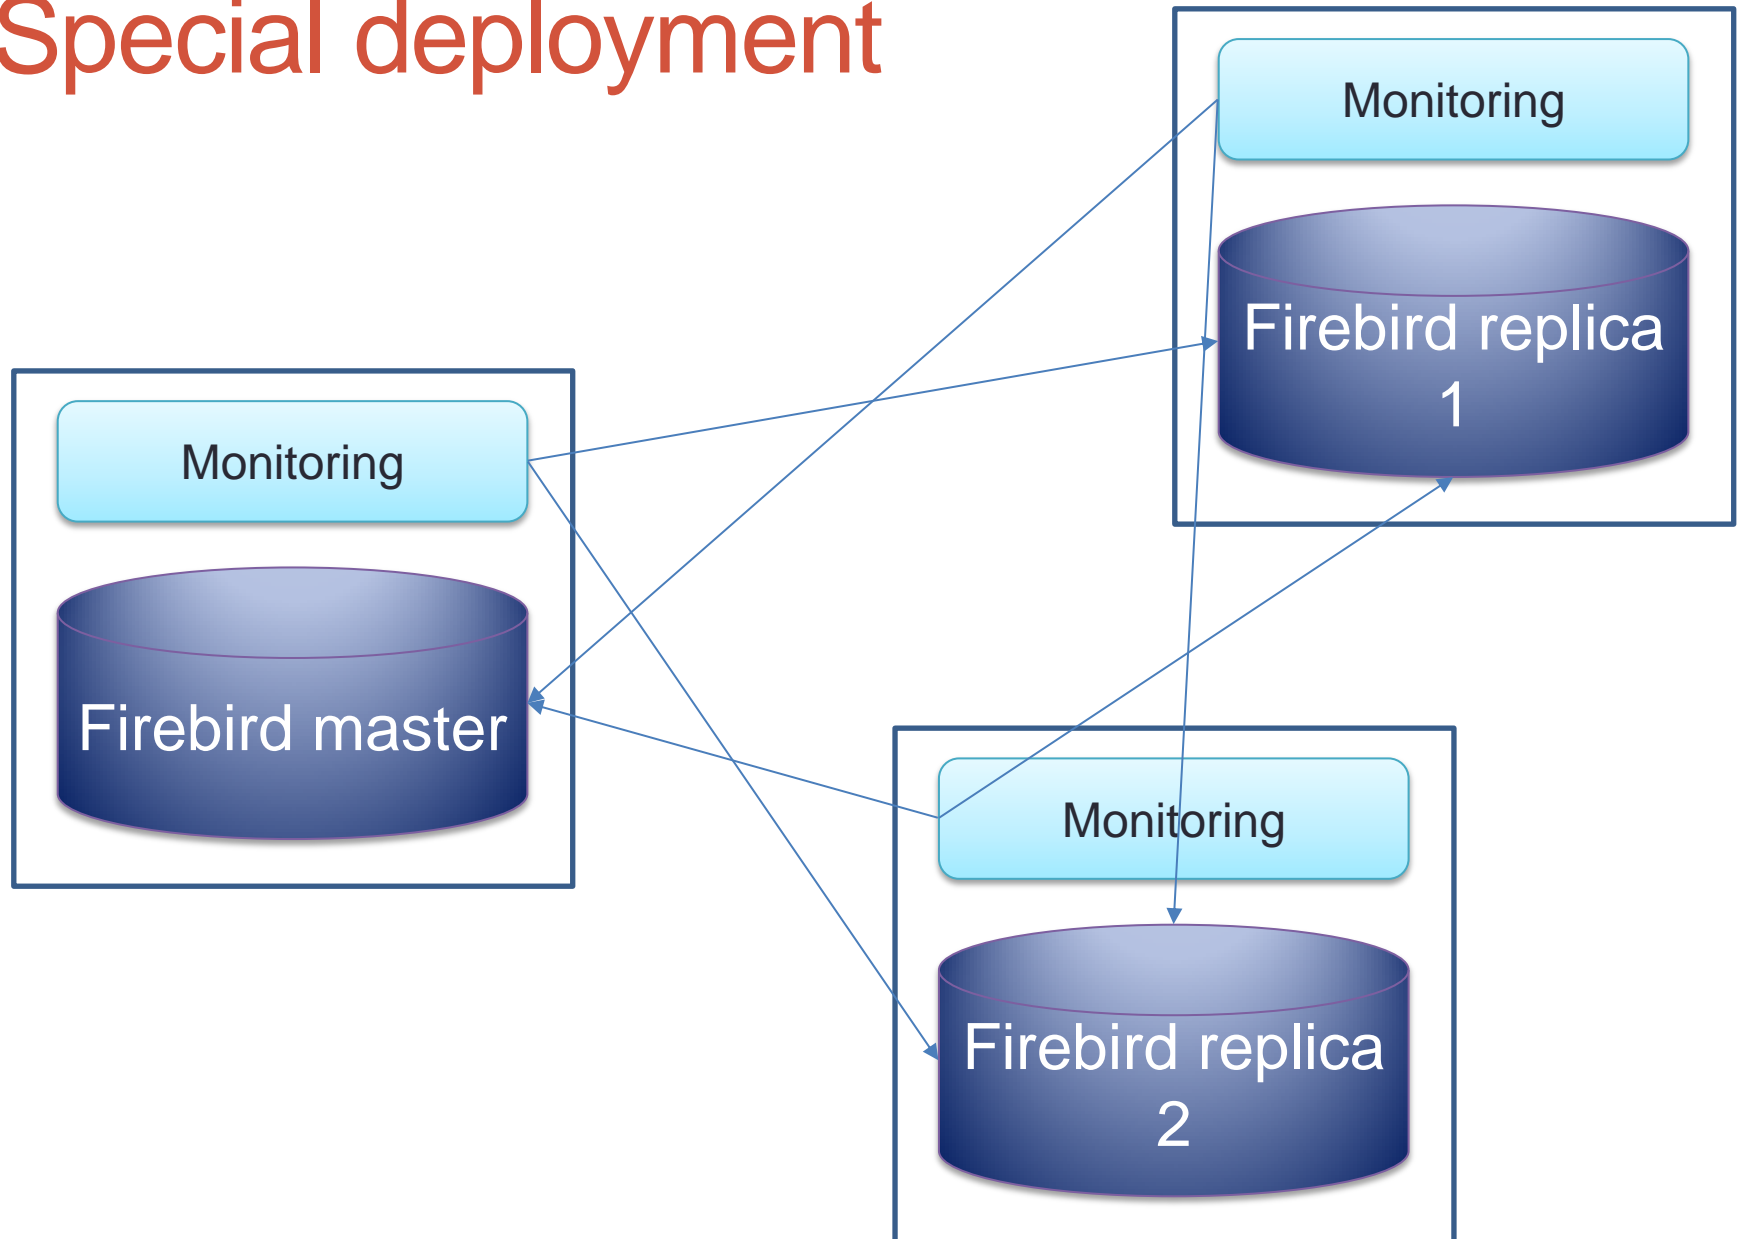 Special deployment
Monitoring
Firebird replica
1
Monitoring
Firebird master
Monitoring
Firebird replica
2